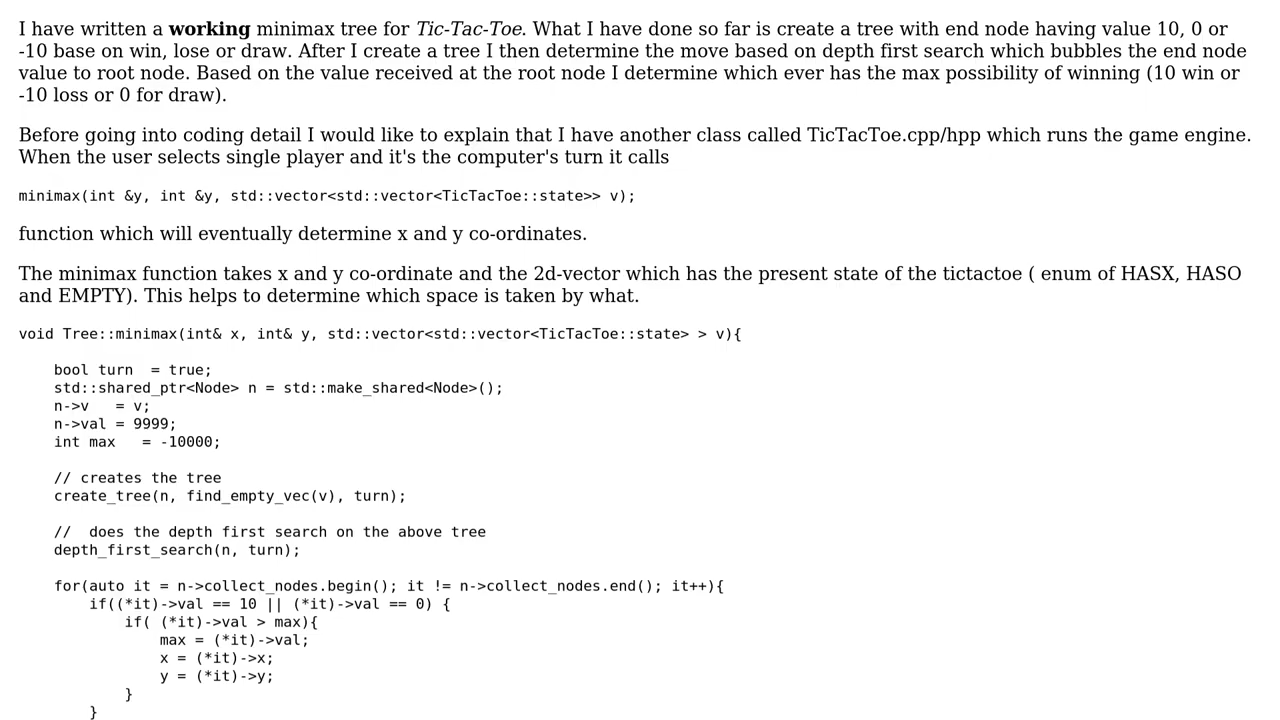 I have written a working minimax tree for Tic-Tac-Toe. What I have done so far is create a tree with end node having value 10, 0 or
-10 base on win, lose or draw. After I create a tree I then determine the move based on depth first search which bubbles the end node
value to root node. Based on the value received at the root node I determine which ever has the max possibility of winning (10 win or
-10 loss or 0 for draw).
Before going into coding detail I would like to explain that I have another class called TicTacToe.cpp/hpp which runs the game engine.
When the user selects single player and it's the computer's turn it calls
minimax(int &y, int &y, std::vector<std::vector<TicTacToe::state>> v);
function which will eventually determine x and y co-ordinates.
The minimax function takes x and y co-ordinate and the 2d-vector which has the present state of the tictactoe ( enum of HASX, HASO
and EMPTY). This helps to determine which space is taken by what.
void Tree::minimax(int& x, int& y, std::vector<std::vector<TicTacToe::state> > v){
    bool turn  = true;
    std::shared_ptr<Node> n = std::make_shared<Node>();
    n->v   = v;
    n->val = 9999;
    int max   = -10000;
    // creates the tree
    create_tree(n, find_empty_vec(v), turn);
    //  does the depth first search on the above tree
    depth_first_search(n, turn);
    for(auto it = n->collect_nodes.begin(); it != n->collect_nodes.end(); it++){
        if((*it)->val == 10 || (*it)->val == 0) {
            if( (*it)->val > max){
                max = (*it)->val;
                x = (*it)->x;
                y = (*it)->y;
            }
        }